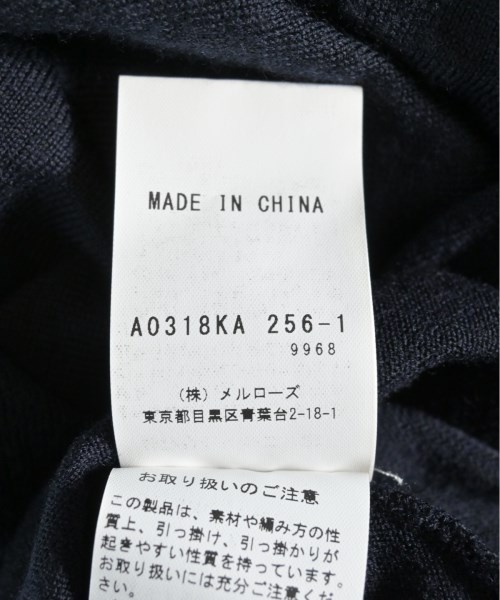 MADE IN CHINA
A0318KA 256-1
9968
(株) メルローズ
東京都目黒区青葉台2-18-1
お取り扱いのご注意
この製品は、素材や編み方の性
質上、引っ掛け、引っ掛かりが
起きやすい性質を持っています。
お取り扱いには充分ご注意くだ
さい。